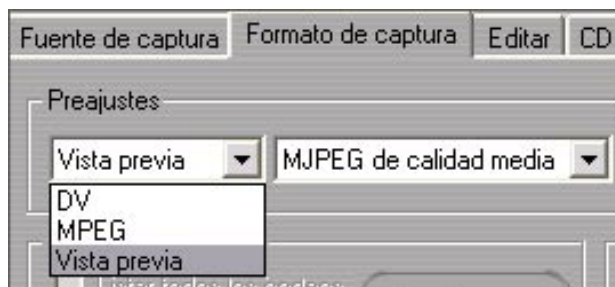 Fuente de captura Formato de captura Editar CD
Preajustes
Vista previa MJPEG de calidad media
DV
MPEG
Vista previa